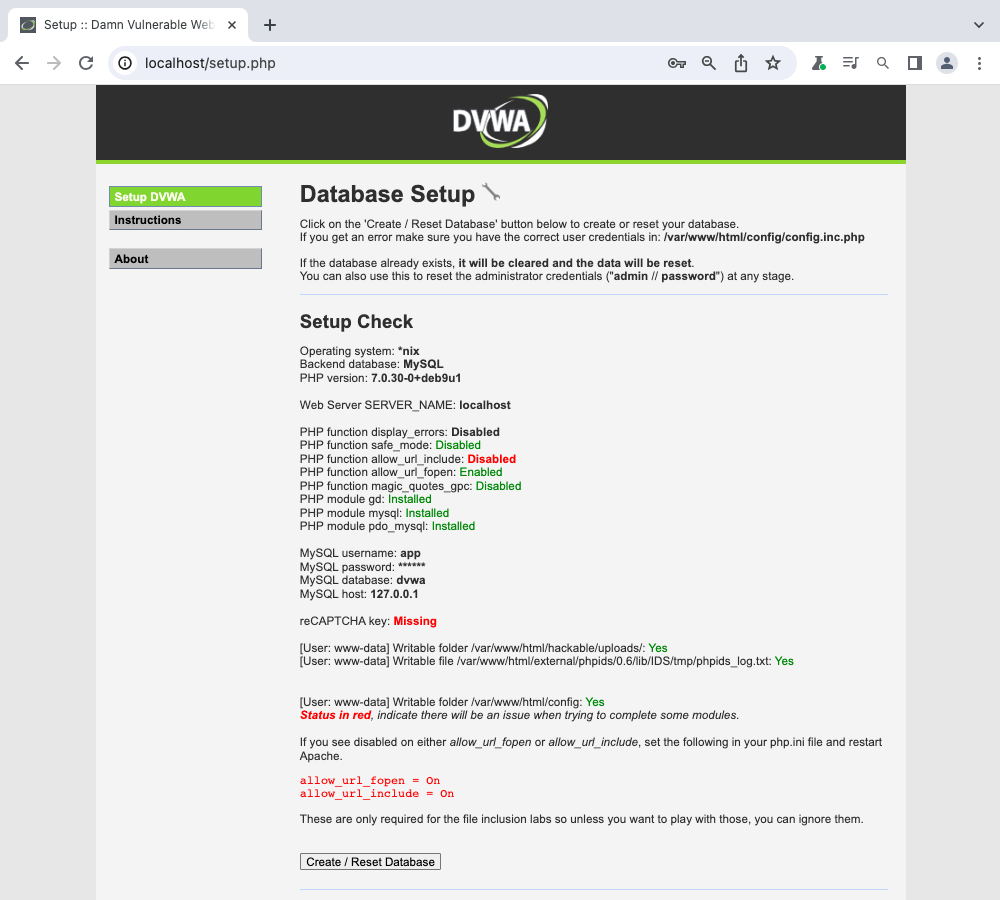 Setup :: Damn Vulnerable Web
localhost/setup.php
DVWA
Setup DVWA
Instructions
About
Database Setup
Click on the 'Create / Reset Database' button below to create or reset your database.
If you get an error make sure you have the correct user credentials in: /var/www/html/config/config.inc.php
If the database already exists, it will be cleared and the data will be reset.
You can also use this to reset the administrator credentials ("admin // password") at any stage.
Setup Check
Operating system: *nix
Backend database: MySQL
PHP version: 7.0.30-0+deb9u1
Web Server SERVER_NAME: localhost
PHP function display_errors: Disabled
PHP function safe_mode: Disabled
PHP function allow_url_include: Disabled
PHP function allow_url_fopen: Enabled
PHP function magic_quotes_gpc: Disabled
PHP module gd: Installed
PHP module mysql: Installed
PHP module pdo_mysql: Installed
MySQL username: app
MySQL password: ******
MySQL database: dvwa
MySQL host: 127.0.0.1
reCAPTCHA key: Missing
[User: www-data] Writable folder /var/www/html/hackable/uploads/: Yes
[User: www-data] Writable file /var/www/html/external/phpids/0.6/lib/IDS/tmp/phpids_log.txt: Yes
[User: www-data] Writable folder /var/www/html/config: Yes
Status in red, indicate there will be an issue when trying to complete some modules.
If you see disabled on either allow_url_fopen or allow_url_include, set the following in your php.ini file and restart
Apache.
allow_url_fopen = On
allow_url_include = On
These are only required for the file inclusion labs so unless you want to play with those, you can ignore them.
Create / Reset Database